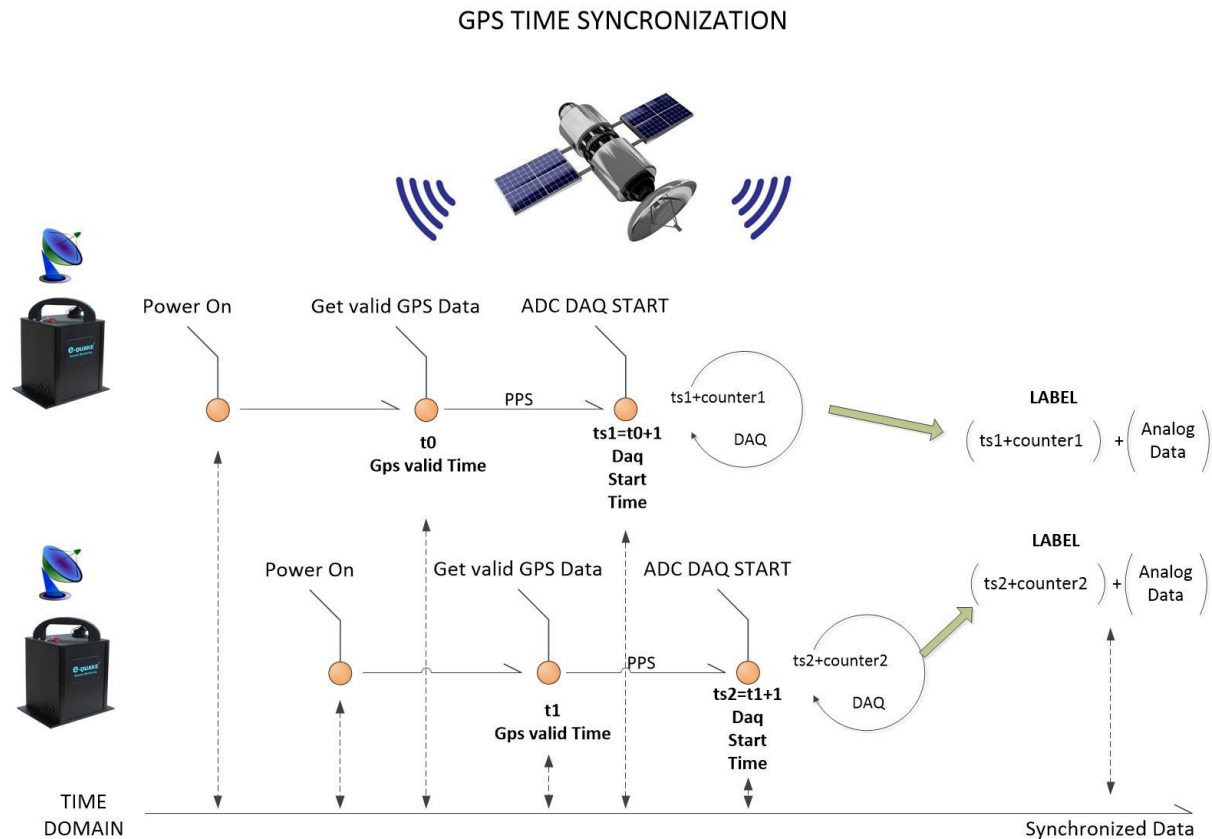 GPS TIME SYNCRONIZATION
Power On
Get valid GPS Data
ADC DAQ START
e-QUAKE
PPS
ts1+counter1
DAQ
t0
Gps valid Time
ts1=t0+1
Daq
Start
Time
LABEL
(ts1+counter1) + (Analog
Data)
Power On
Get valid GPS Data
ADC DAQ START
e-QUAKE
PPS
ts2+counter2
DAQ
t1
Gps valid Time
ts2=t1+1
Daq
Start
Time
LABEL
(ts2+counter2) + (Analog
Data)
TIME
DOMAIN
Synchronized Data